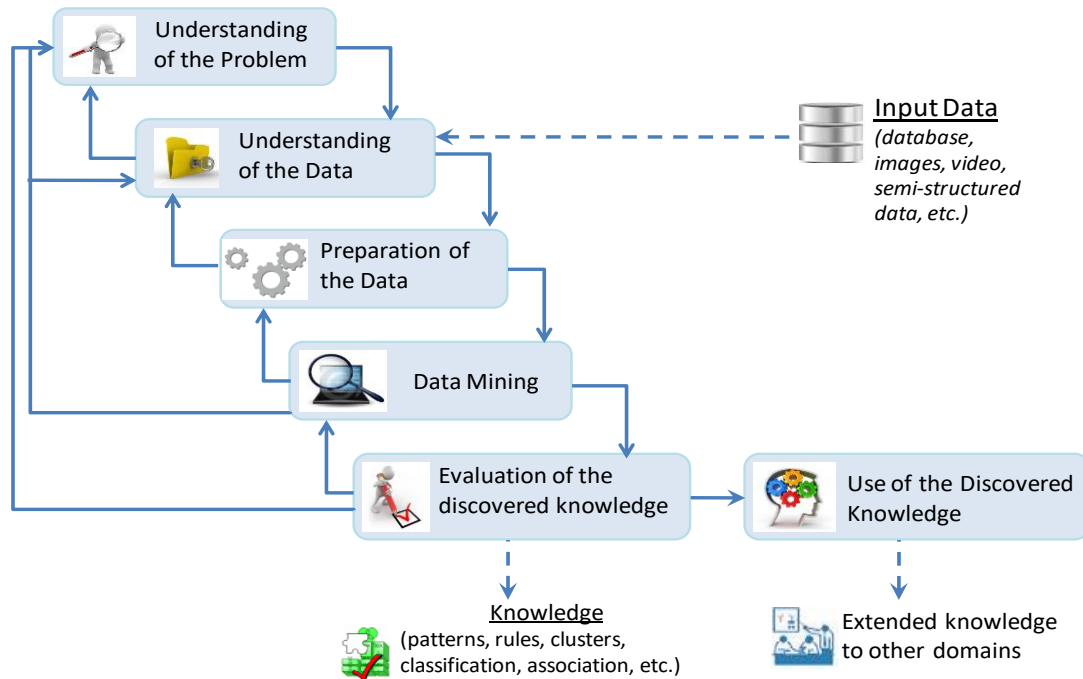 Understanding
of the Problem
Input Data
(database,
images, video,
semi-structured
data, etc.)
Understanding
of the Data
Preparation of
the Data
Data Mining
Evaluation of the
discovered knowledge
Use of the Discovered
Knowledge
Knowledge
(patterns, rules, clusters,
classification, association, etc.)
Extended knowledge
to other domains